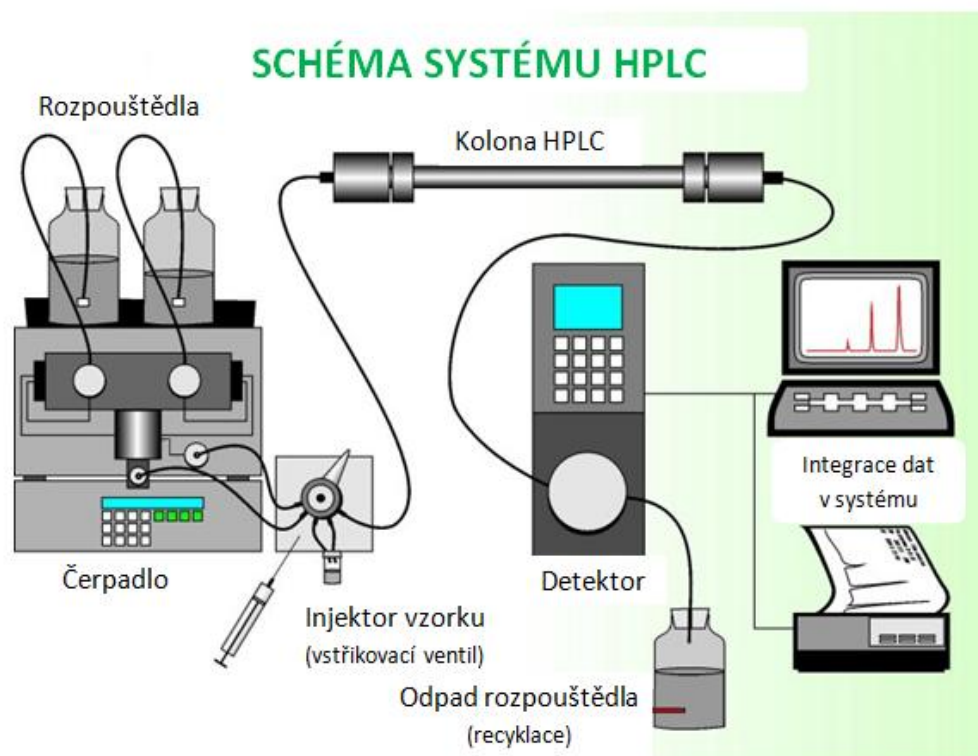 SCHÉMA SYSTÉMU HPLC
Rozpouštědla
Kolona HPLC
Integrace dat
v systému
Čerpadlo
Detektor
Injektor vzorku
(vstřikovací ventil)
Odpad rozpouštědla
(recyklace)